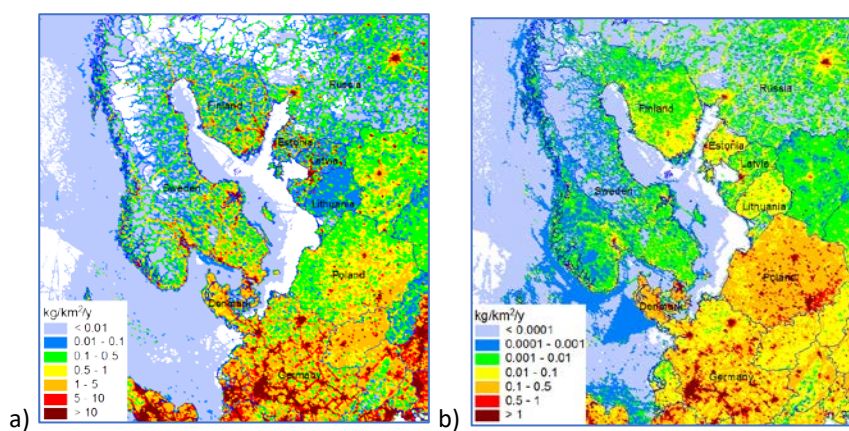 a)
Russia
Finland
Estonia
Latvia
Sweden
Lithuania
Poland
Denmark
Germany
kg/km²/y
< 0.01
0.01 - 0.1
0.1 - 0.5
0.5 - 1
1 - 5
5 - 10
> 10
b)
Russia
Finland
Estonia
Latvia
Sweden
Lithuania
Poland
Denmark
Germany
kg/km²/y
< 0.0001
0.0001 - 0.001
0.001 - 0.01
0.01 - 0.1
0.1 - 0.5
0.5 - 1
> 1